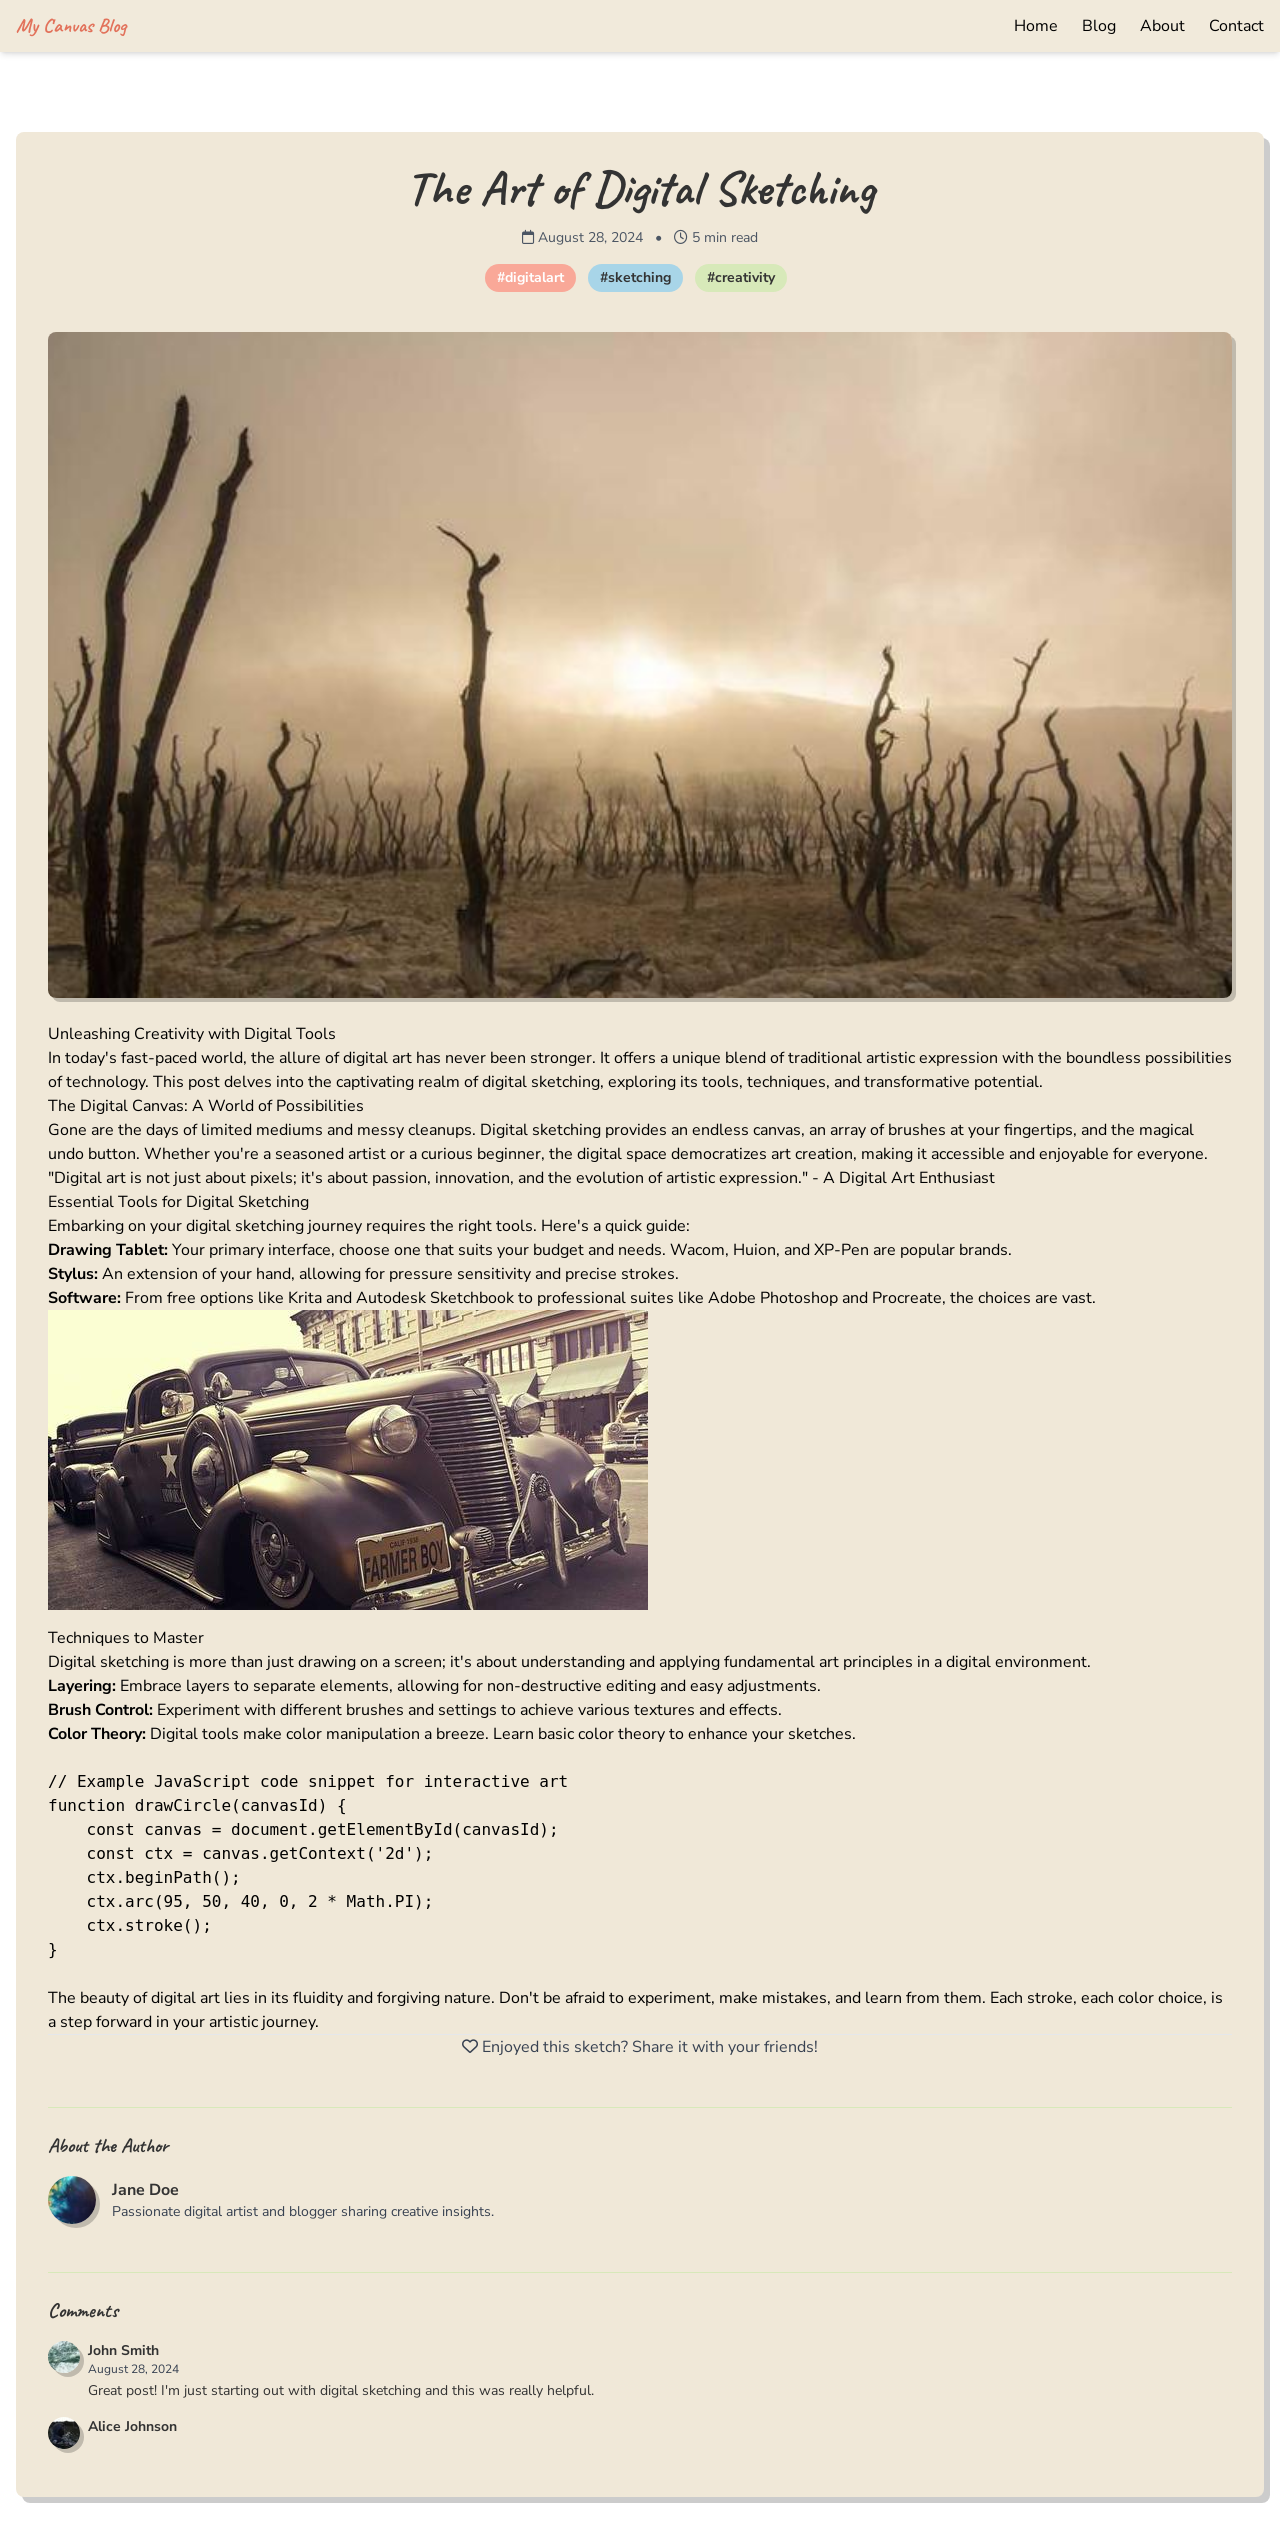 My Canvas Blog
Home Blog About Contact
The Art of Digital Sketching
August 28, 2024 • 5 min read
#digitalart #sketching #creativity
Unleashing Creativity with Digital Tools
In today's fast-paced world, the allure of digital art has never been stronger. It offers a unique blend of traditional artistic expression with the boundless possibilities
of technology. This post delves into the captivating realm of digital sketching, exploring its tools, techniques, and transformative potential.
The Digital Canvas: A World of Possibilities
Gone are the days of limited mediums and messy cleanups. Digital sketching provides an endless canvas, an array of brushes at your fingertips, and the magical
undo button. Whether you're a seasoned artist or a curious beginner, the digital space democratizes art creation, making it accessible and enjoyable for everyone.
"Digital art is not just about pixels; it's about passion, innovation, and the evolution of artistic expression." - A Digital Art Enthusiast
Essential Tools for Digital Sketching
Embarking on your digital sketching journey requires the right tools. Here's a quick guide:
Drawing Tablet: Your primary interface, choose one that suits your budget and needs. Wacom, Huion, and XP-Pen are popular brands.
Stylus: An extension of your hand, allowing for pressure sensitivity and precise strokes.
Software: From free options like Krita and Autodesk Sketchbook to professional suites like Adobe Photoshop and Procreate, the choices are vast.
CALIF 1938
FARMER BOY
Techniques to Master
Digital sketching is more than just drawing on a screen; it's about understanding and applying fundamental art principles in a digital environment.
Layering: Embrace layers to separate elements, allowing for non-destructive editing and easy adjustments.
Brush Control: Experiment with different brushes and settings to achieve various textures and effects.
Color Theory: Digital tools make color manipulation a breeze. Learn basic color theory to enhance your sketches.
// Example JavaScript code snippet for interactive art
function drawCircle(canvasId) {
    const canvas = document.getElementById(canvasId);
    const ctx = canvas.getContext('2d');
    ctx.beginPath();
    ctx.arc(95, 50, 40, 0, 2 * Math.PI);
    ctx.stroke();
}
The beauty of digital art lies in its fluidity and forgiving nature. Don't be afraid to experiment, make mistakes, and learn from them. Each stroke, each color choice, is
a step forward in your artistic journey.
Enjoyed this sketch? Share it with your friends!
About the Author
Jane Doe
Passionate digital artist and blogger sharing creative insights.
Comments
John Smith
August 28, 2024
Great post! I'm just starting out with digital sketching and this was really helpful.
Alice Johnson